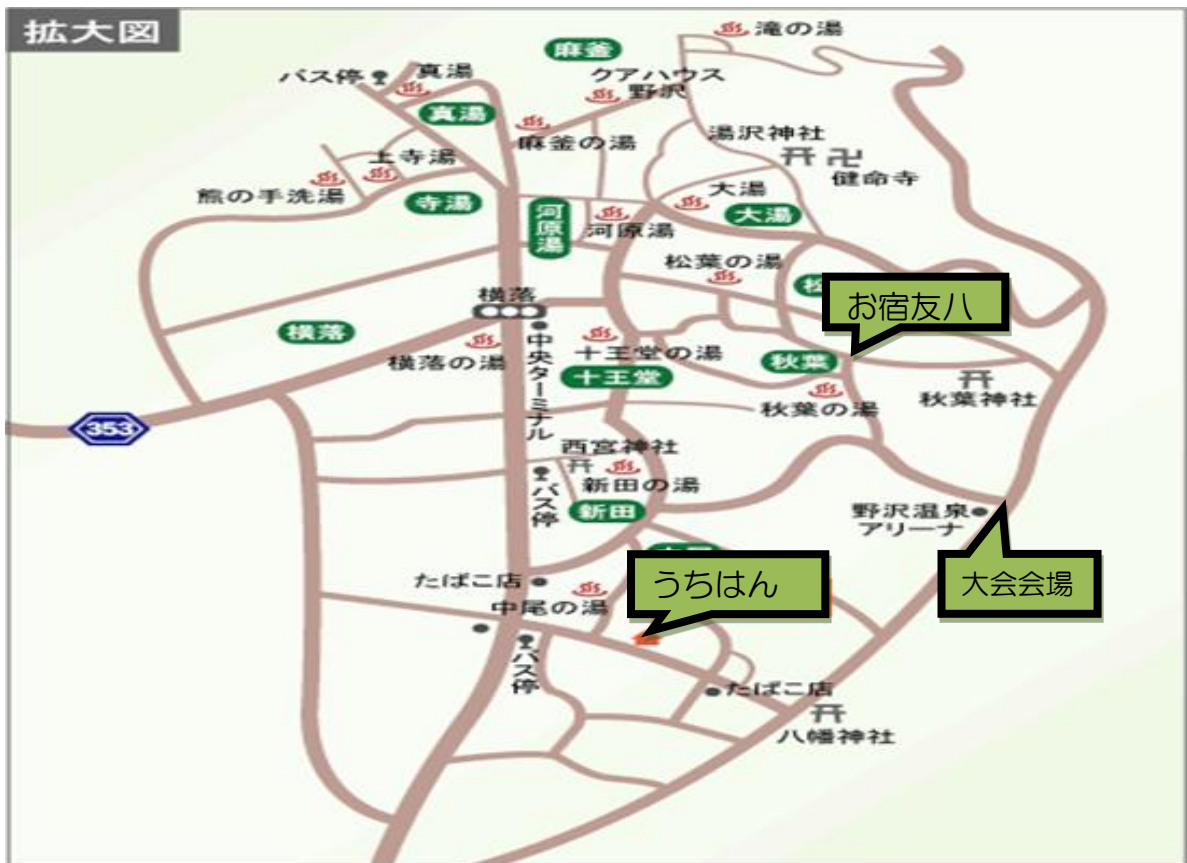 拡大図
滝の湯
麻釜
バス停
真湯
クアハウス
野沢
真湯
麻釜の湯
湯沢神社
上寺湯
健命寺
熊の手洗湯
寺湯
大湯
大湯
河原湯
河原湯
松葉の湯
お宿友八
横落
横落
中央ターミナル
十王堂の湯
横落の湯
十王堂
秋葉
秋葉神社
秋葉の湯
353
西宮神社
バス停
新田の湯
新田
野沢温泉
アリーナ
うちはん
大会会場
たばこ店
中尾の湯
バス停
たばこ店
八幡神社